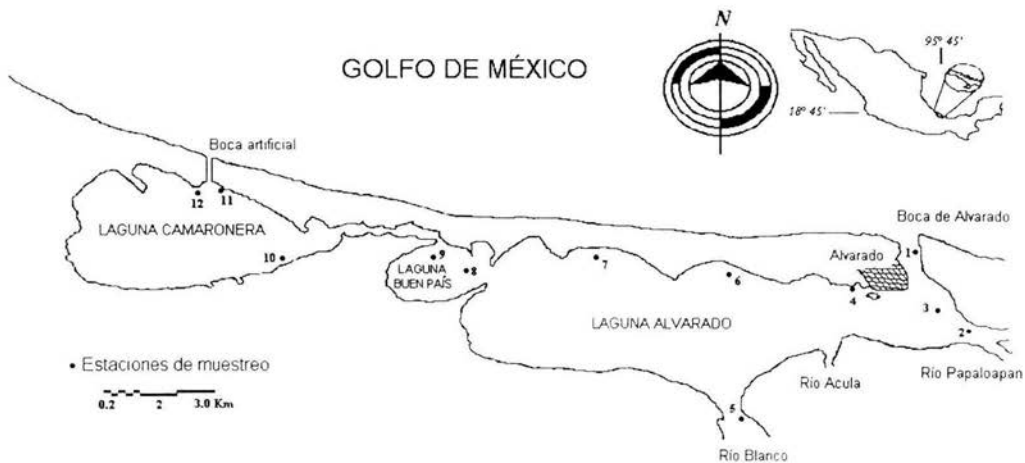 N
GOLFO DE MÉXICO
95° 45'
18° 45'
Boca artificial
12
11
LAGUNA CAMARONERA
10
9
LAGUNA
BUEN PAÍS
8
7
6
Boca de Alvarado
Alvarado
1
4
3
2
LAGUNA ALVARADO
• Estaciones de muestreo
0.2 2 3.0 Km
Río Acula
Río Papaloapan
5
Río Blanco